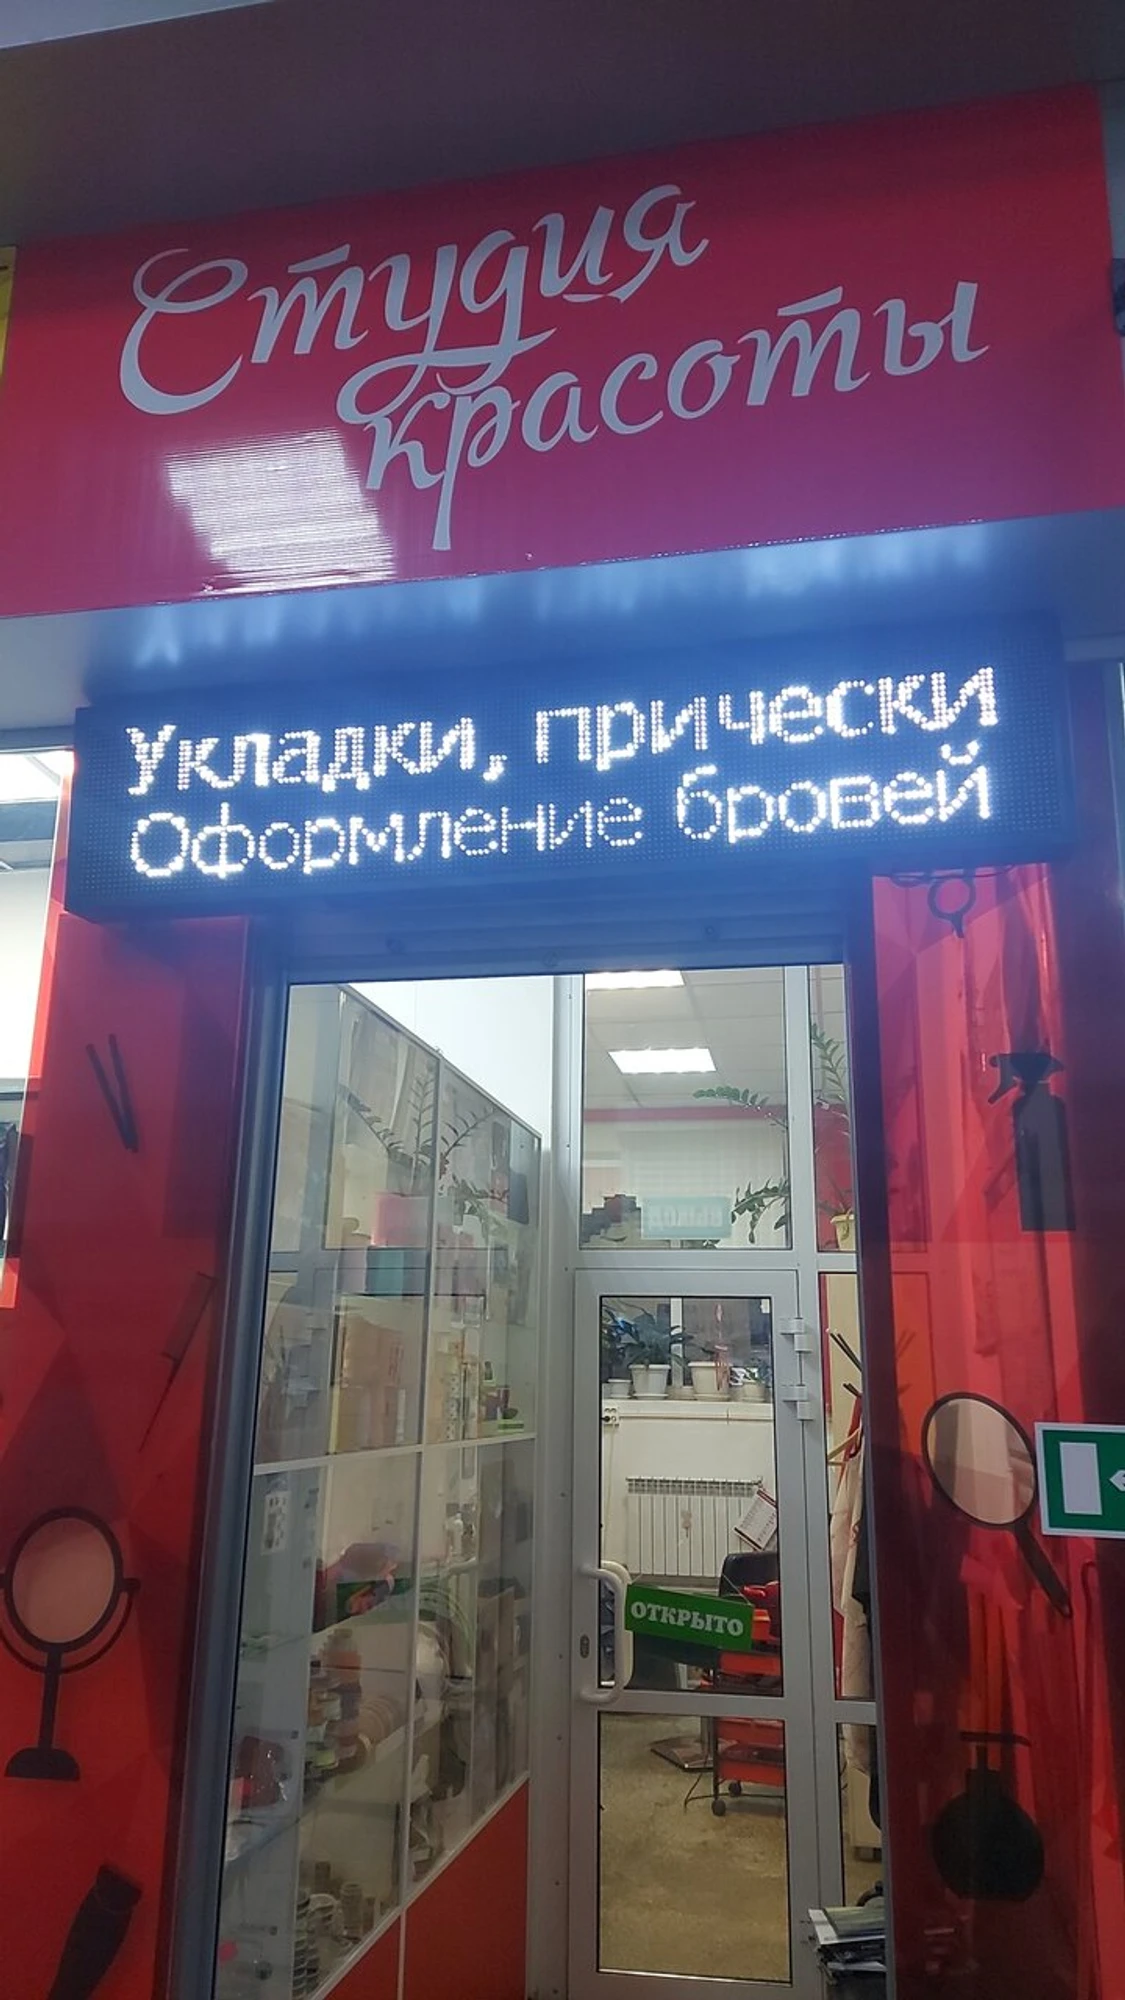 Студия
красоты
Укладки, прически
Оформление бровей
ОТКРЫТО